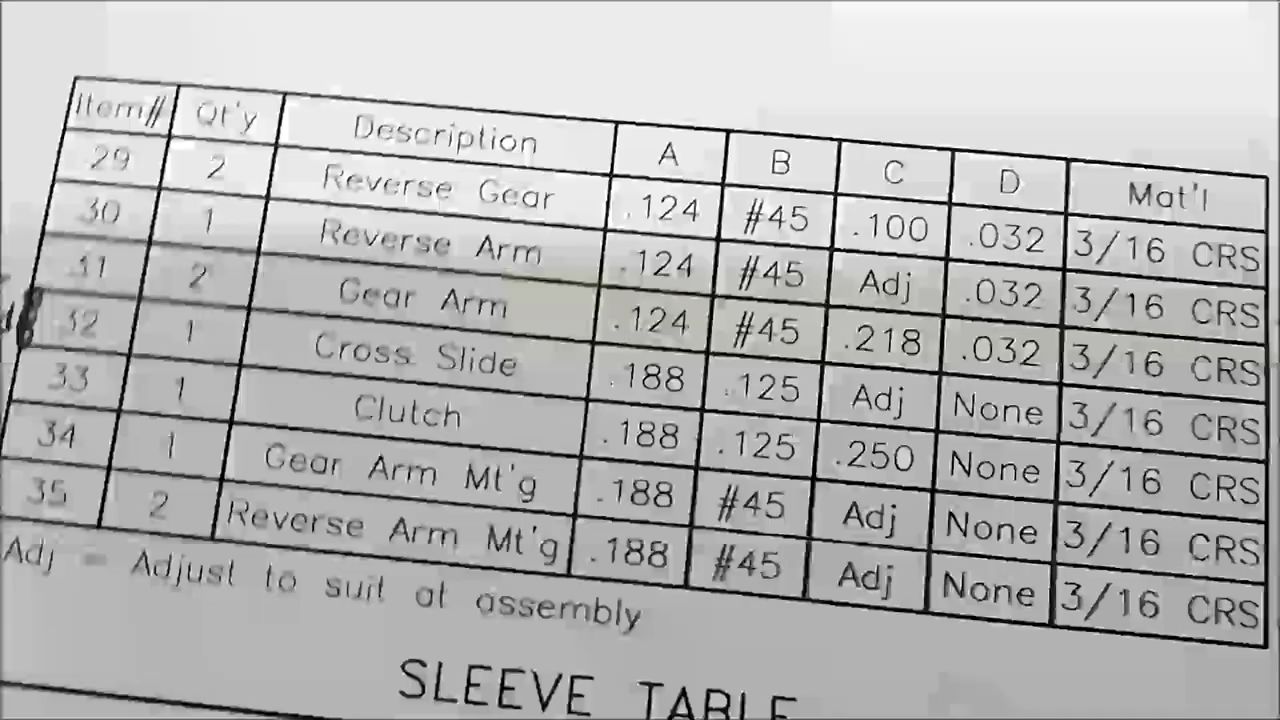 Item# Qt'y Description A B C D Mat'l
29 2 Reverse Gear .124 #45 .100 .032 3/16 CRS
30 1 Reverse Arm .124 #45 Adj .032 3/16 CRS
31 2 Gear Arm .124 #45 .218 .032 3/16 CRS
32 1 Cross Slide .188 .125 Adj None 3/16 CRS
33 1 Clutch .188 .125 .250 None 3/16 CRS
34 1 Gear Arm Mt'g .188 #45 Adj None 3/16 CRS
35 2 Reverse Arm Mt'g .188 #45 Adj None 3/16 CRS
Adj = Adjust to suit at assembly
SLEEVE TABLE